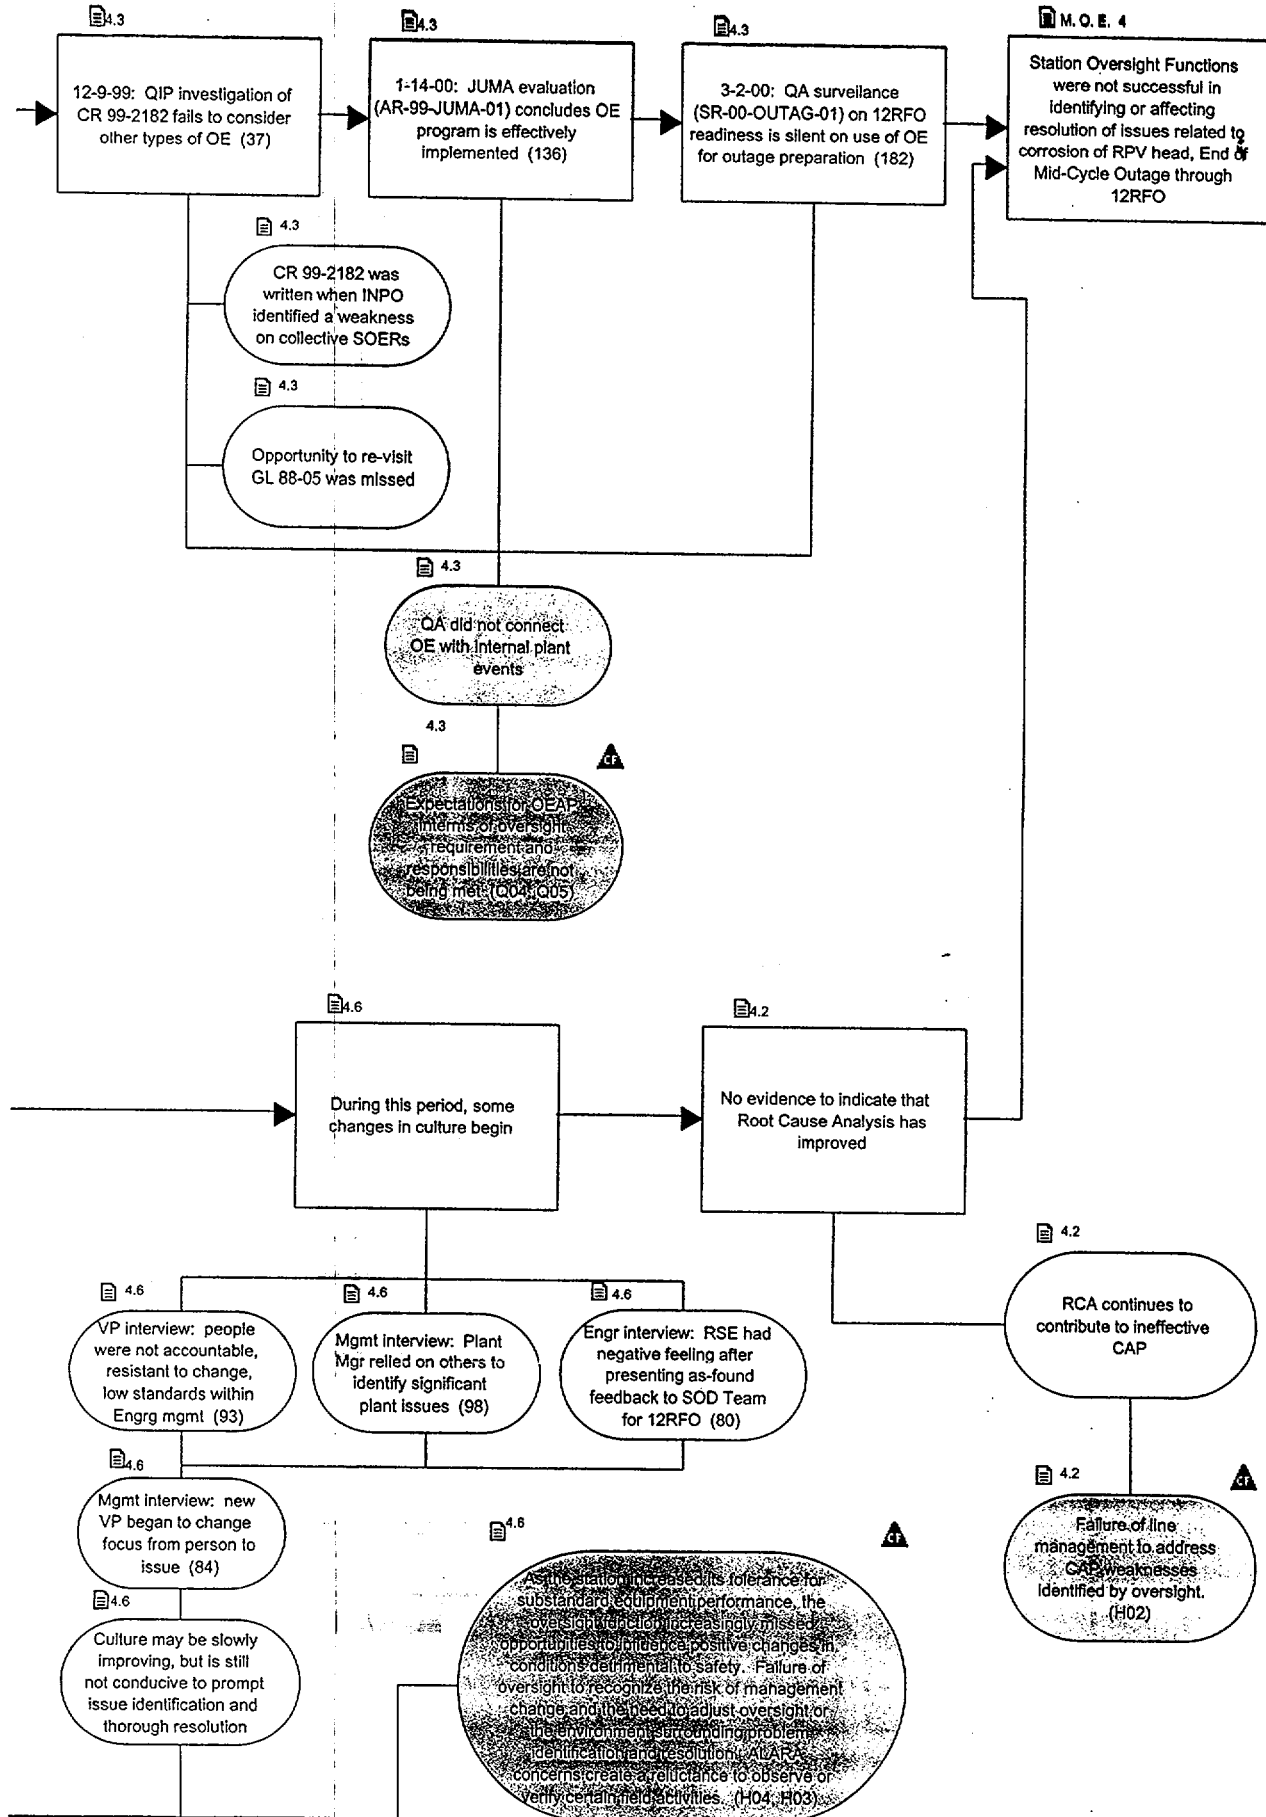 4.3
12-9-99: QIP investigation of
CR 99-2182 fails to consider
other types of OE (37)
4.3
1-14-00: JUMA evaluation
(AR-99-JUMA-01) concludes OE
program is effectively
implemented (136)
4.3
3-2-00: QA surveilance
(SR-00-OUTAG-01) on 12RFO
readiness is silent on use of OE
for outage preparation (182)
M. O. E. 4
Station Oversight Functions
were not successful in
identifying or affecting
resolution of issues related to
corrosion of RPV head, End of
Mid-Cycle Outage through
12RFO
4.3
CR 99-2182 was
written when INPO
identified a weakness
on collective SOERs
4.3
Opportunity to re-visit
GL 88-05 was missed
4.3
QA did not connect
OE with internal plant
events
4.3
CF
Expectations for OEAP
interms of oversight
requirement and
responsibilities are not
being met. (Q04, Q05)
4.6
During this period, some
changes in culture begin
4.2
No evidence to indicate that
Root Cause Analysis has
improved
4.6
VP interview: people
were not accountable,
resistant to change,
low standards within
Engrg mgmt (93)
4.6
Mgmt interview: Plant
Mgr relied on others to
identify significant
plant issues (98)
4.6
Engr interview: RSE had
negative feeling after
presenting as-found
feedback to SOD Team
for 12RFO (80)
4.2
RCA continues to
contribute to ineffective
CAP
4.6
Mgmt interview: new
VP began to change
focus from person to
issue (84)
4.2
CF
Failure of line
management to address
CAP weaknesses
identified by oversight.
(H02)
4.6
Culture may be slowly
improving, but is still
not conducive to prompt
issue identification and
thorough resolution
4.6
CF
As the station increased its tolerance for
substandard equipment performance, the
oversight function increasingly missed
opportunities to influence positive changes in
conditions detrimental to safety. Failure of
oversight to recognize the risk of management
change and the need to adjust oversight or
the environment surrounding problem
identification and resolution. ALARA
concerns create a reluctance to observe or
verify certain field activities. (H04, H03)